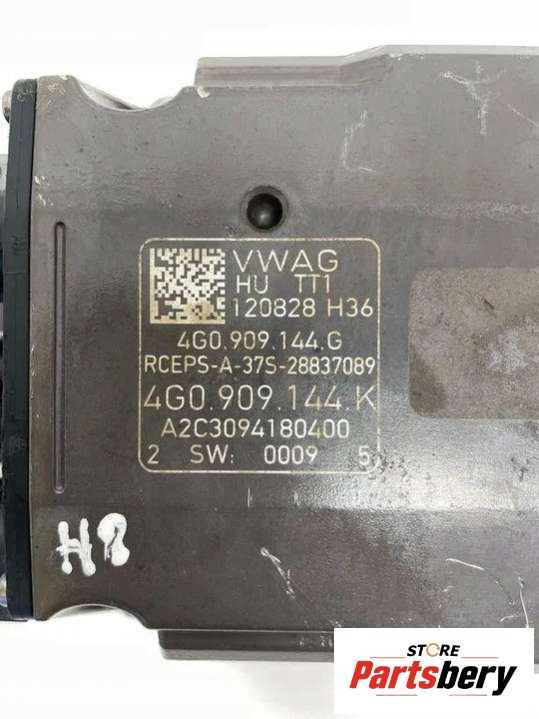 VWAG
HU TT1
120828 H36
4G0.909.144.G
RCEPS-A-37S-28837089
4G0.909.144.K
A2C3094180400
2 SW: 0009 5
H8
STORE
Partsbery